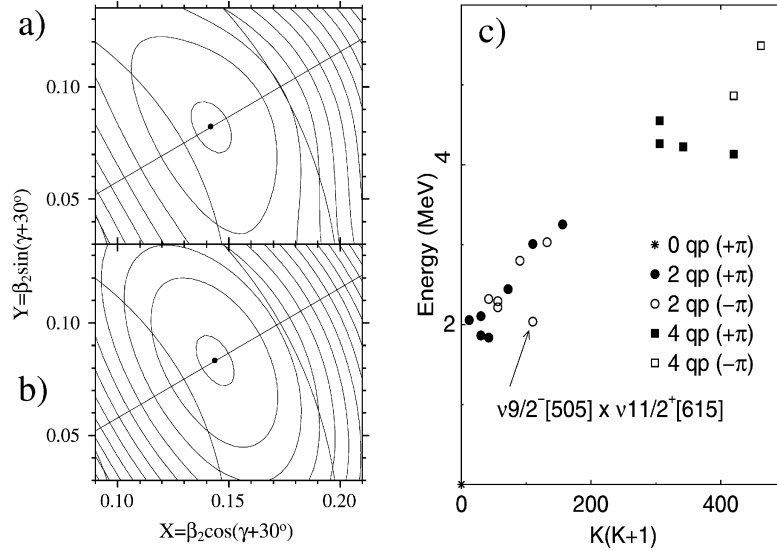 a)
0.10
0.05
b)
0.10
0.05
0.10
0.15
0.20
Y=β₂sin(γ+30°)
X=β₂cos(γ+30°)
c)
Energy (MeV)
4
2
0
200
400
K(K+1)
0 qp (+π)
2 qp (+π)
2 qp (−π)
4 qp (+π)
4 qp (−π)
ν9/2⁻[505] x ν11/2⁺[615]